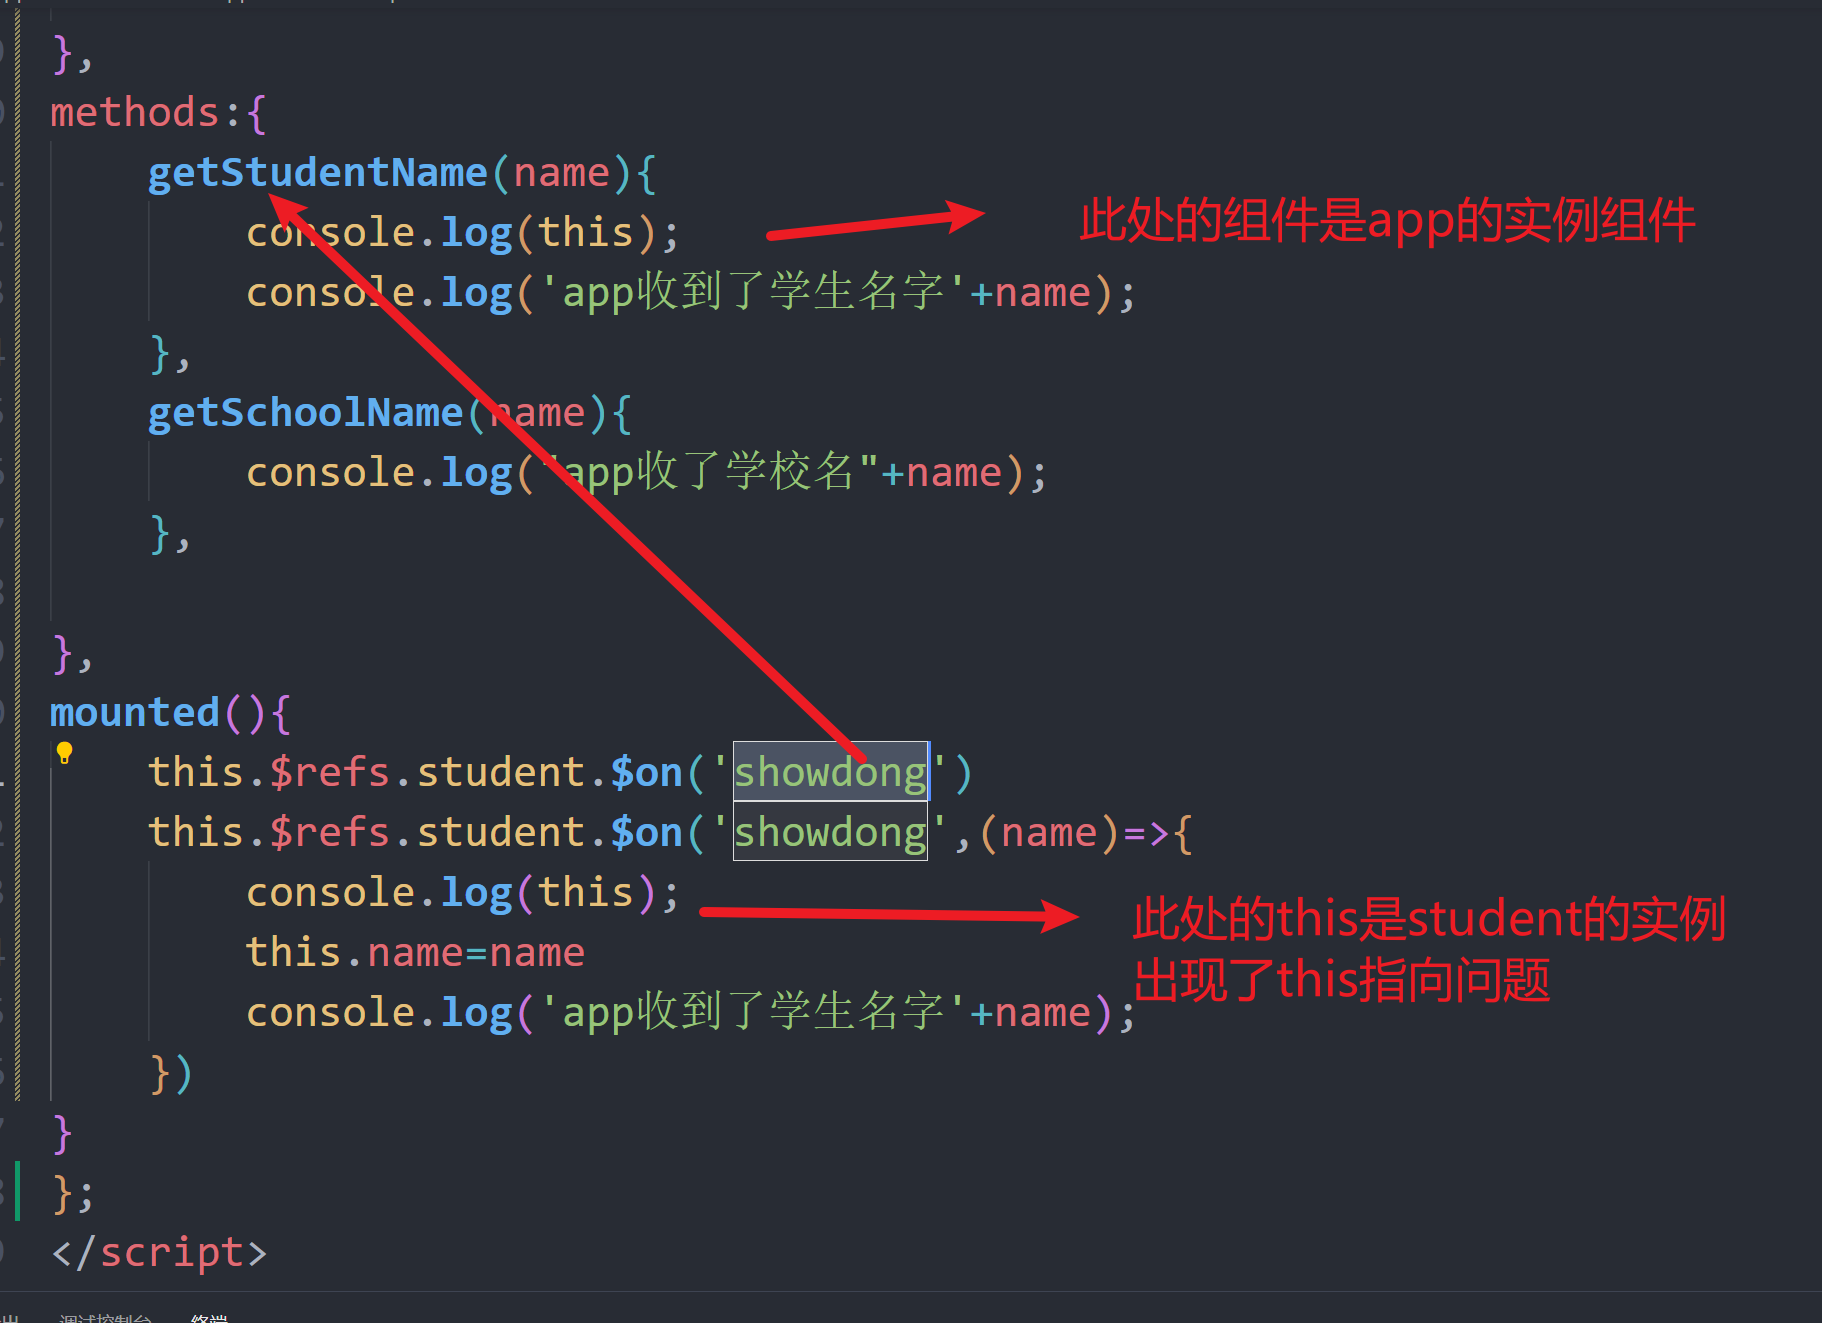 },
methods:{
getStudentName(name){
console.log(this);
此处的组件是app的实例组件
console.log('app收到了学生名字'+name);
},
getSchoolName(name){
console.log("app收了学校名"+name);
},
},
mounted(){
this.$refs.student.$on('showdong')
this.$refs.student.$on('showdong',(name)=>{
console.log(this);
此处的this是student的实例
this.name=name
出现了this指向问题
console.log('app收到了学生名字'+name);
})
}
};
</script>
调试控制台 终端